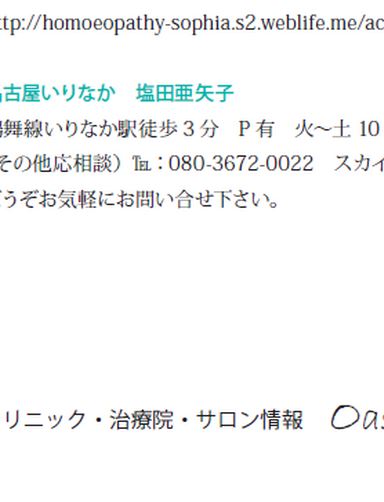 ttp://homoeopathy-sophia.s2.weblife.me/ac
古屋いりなか　塩田亜矢子
舞線いりなか駅徒歩3分　P有　火～土 10
その他応相談）℡：080-3672-0022　スカイ
うぞお気軽にお問い合せ下さい。
リニック・治療院・サロン情報　Oas